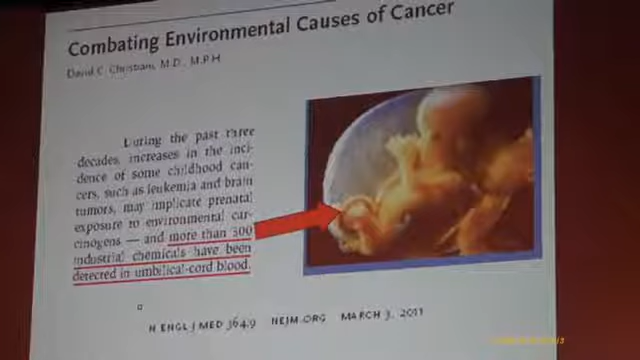 Combating Environmental Causes of Cancer
David C. Christiani, M.D., M.P.H
During the past three
decades, increases in the inci-
dence of some childhood can-
cers, such as leukemia and brain
tumors, may implicate prenatal
exposure to environmental car-
cinogens — and more than 300
industrial chemicals have been
detected in umbilical-cord blood.
N ENGL J MED 364;9 NEJM.ORG MARCH 3, 2011